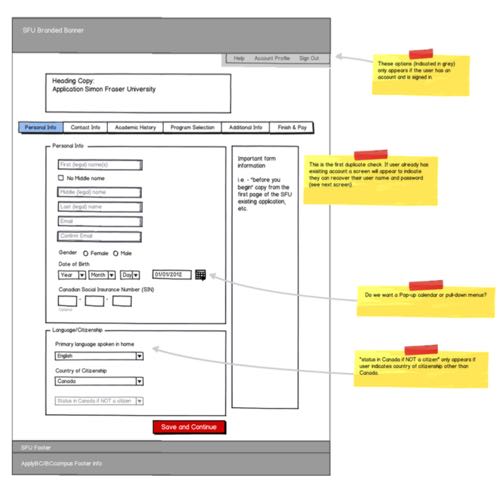 SFU Branded Banner
Help Account Profile Sign Out
These options (indicated in grey)
only appears if the user has an
account and is signed in.
Heading Copy:
Application Simon Fraser University
Personal Info Contact Info Academic History Program Selection Additional Info Finish & Pay
Personal Info
First (legal) name(s)
No Middle name
Middle (legal) name
Last (legal) name
Email
Confirm Email
Gender Female Male
Date of Birth
Year Month Day 01/01/2012
Canadian Social Insurance Number (SIN)
- -
Optional
Important form
information
i.e. - "before you
begin" copy from the
first page of the SFU
existing application,
etc.
This is the first duplicate check. If user already has
existing account a screen will appear to indicate
they can recover their user name and password
(see next screen).
Do we want a Pop-up calendar or pull-down menus?
Language/Citizenship
Primary language spoken in home
English
Country of Citizenship
Canada
Status in Canada if NOT a citizen
"status in Canada if NOT a citizen" only appears if
user indicates country of citizenship other than
Canada.
Save and Continue
SFU Footer
ApplyBC/BCcampus Footer info